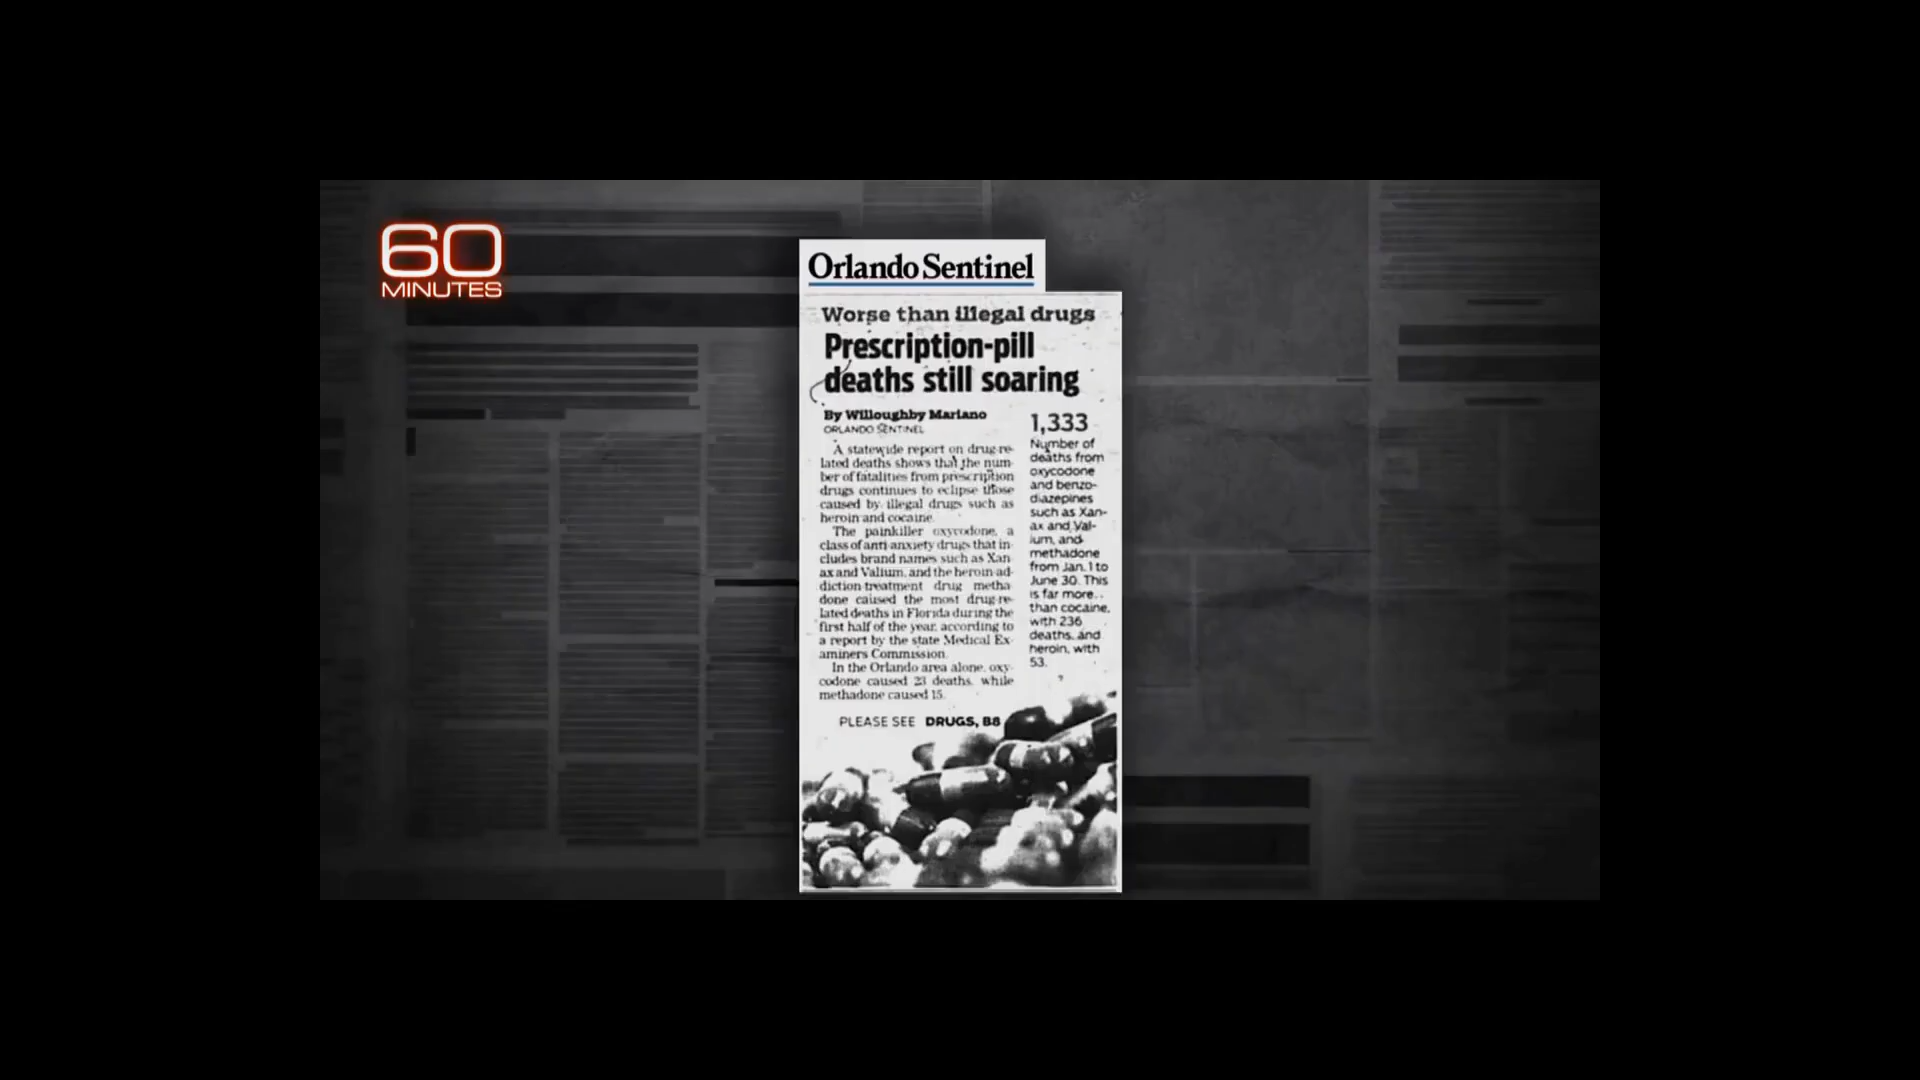 60
MINUTES
Orlando Sentinel
Worse than illegal drugs
Prescription-pill
deaths still soaring
By Willoughby Mariano
ORLANDO SENTINEL
A statewide report on drug-re-
lated deaths shows that the num-
ber of fatalities from prescription
drugs continues to eclipse those
caused by illegal drugs such as
heroin and cocaine.
The painkiller oxycodone, a
class of anti-anxiety drugs that in-
cludes brand names such as Xan-
ax and Valium, and the heroin-ad-
diction-treatment drug metha-
done caused the most drug-re-
lated deaths in Florida during the
first half of the year, according to
a report by the state Medical Ex-
aminers Commission.
In the Orlando area alone, oxy-
codone caused 23 deaths, while
methadone caused 15.
PLEASE SEE DRUGS, B8
1,333
Number of
deaths from
oxycodone
and benzo-
diazepines
such as Xan-
ax and Val-
ium, and
methadone
from Jan. 1 to
June 30. This
is far more
than cocaine,
with 236
deaths, and
heroin, with
53.